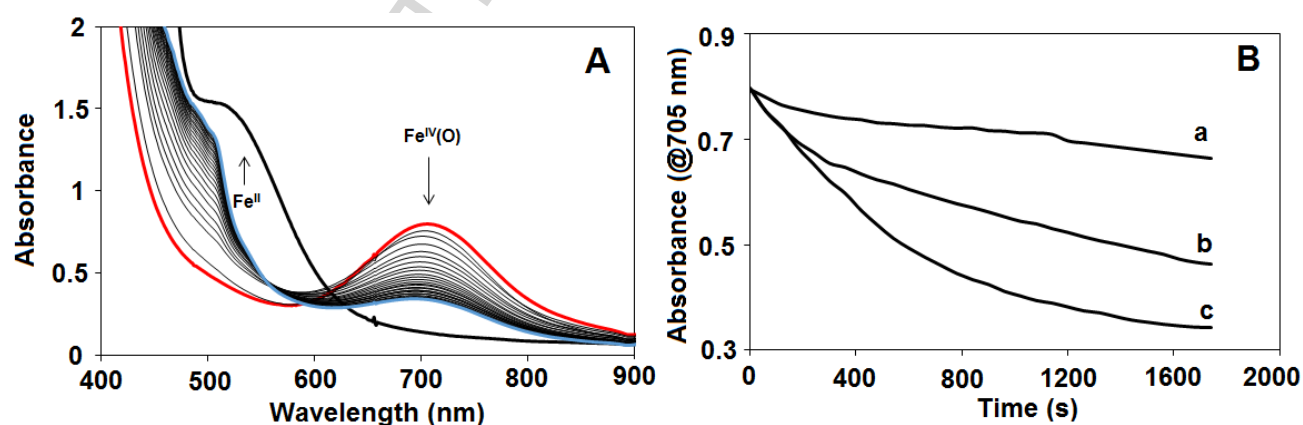 A
Absorbance
2
1.5
1
0.5
0
Fe^II
Fe^IV(O)
400 500 600 700 800 900
Wavelength (nm)
B
Absorbance (@705 nm)
0.9
0.7
0.5
0.3
a
b
c
0 400 800 1200 1600 2000
Time (s)